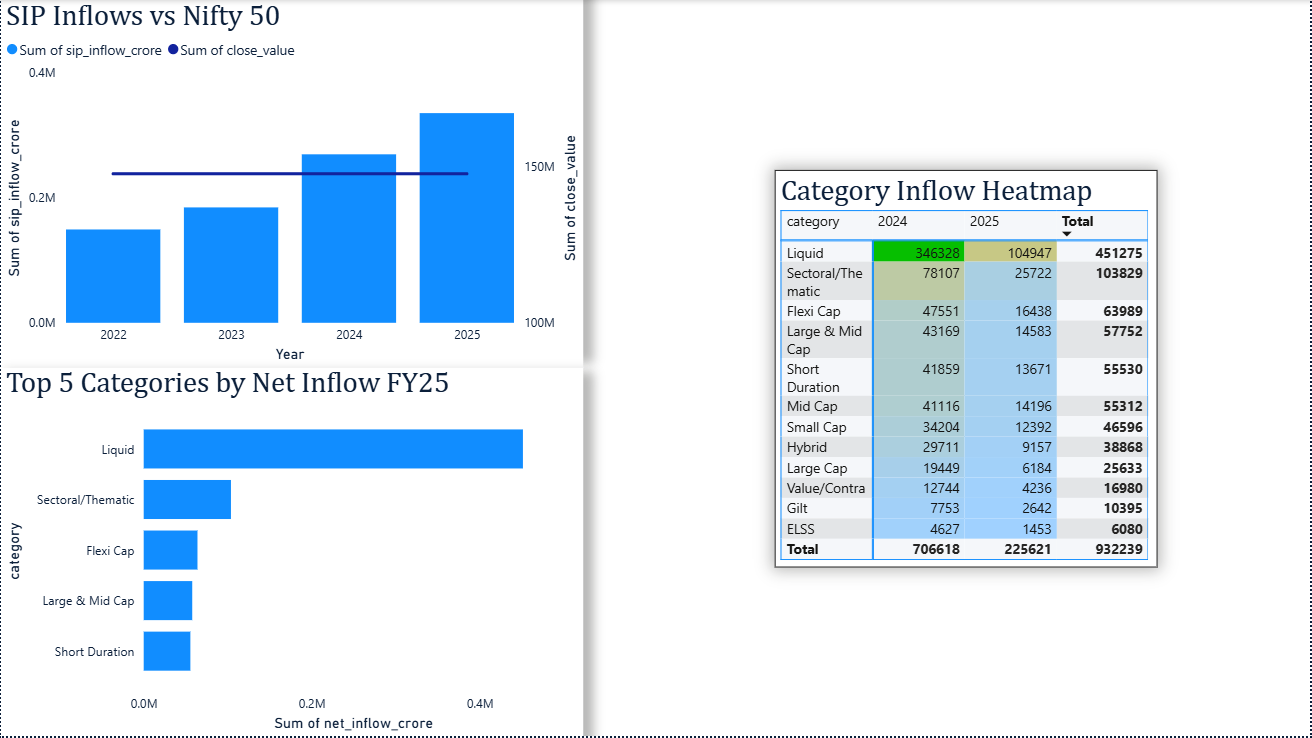 SIP Inflows vs Nifty 50
Sum of sip_inflow_crore Sum of close_value
0.4M
0.2M
0.0M
Sum of sip_inflow_crore
150M
100M
Sum of close_value
2022 2023 2024 2025
Year
Top 5 Categories by Net Inflow FY25
category
Liquid
Sectoral/Thematic
Flexi Cap
Large & Mid Cap
Short Duration
0.0M 0.2M 0.4M
Sum of net_inflow_crore
Category Inflow Heatmap
category 2024 2025 Total
Liquid 346328 104947 451275
Sectoral/The 78107 25722 103829
matic
Flexi Cap 47551 16438 63989
Large & Mid 43169 14583 57752
Cap
Short 41859 13671 55530
Duration
Mid Cap 41116 14196 55312
Small Cap 34204 12392 46596
Hybrid 29711 9157 38868
Large Cap 19449 6184 25633
Value/Contra 12744 4236 16980
Gilt 7753 2642 10395
ELSS 4627 1453 6080
Total 706618 225621 932239